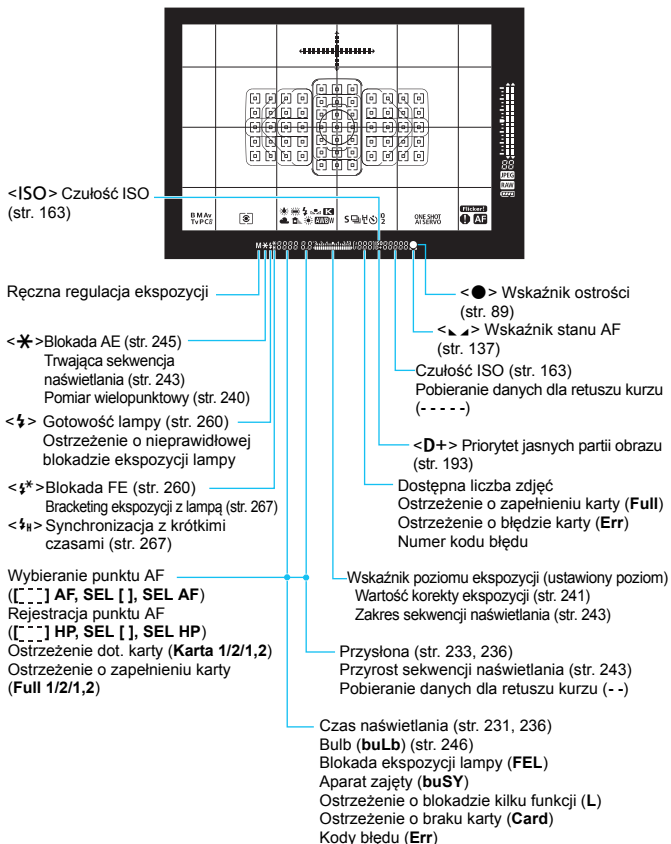 88
JPEG
RAW
B M Av
Tv P C3
K
AWB W
S
2
ONE SHOT
AI SERVO
Flicker!
AF
<ISO> Czułość ISO
(str. 163)
Ręczna regulacja ekspozycji
<✱>Blokada AE (str. 245)
Trwająca sekwencja
naświetlania (str. 243)
Pomiar wielopunktowy (str. 240)
<⚡> Gotowość lampy (str. 260)
Ostrzeżenie o nieprawidłowej
blokadzie ekspozycji lampy
<⚡*>Blokada FE (str. 260)
Bracketing ekspozycji z lampą (str. 267)
<⚡H> Synchronizacja z krótkimi
czasami (str. 267)
Wybieranie punktu AF
([ ] AF, SEL [ ], SEL AF)
Rejestracja punktu AF
([ ] HP, SEL [ ], SEL HP)
Ostrzeżenie dot. karty (Karta 1/2/1,2)
Ostrzeżenie o zapełnieniu karty
(Full 1/2/1,2)
<●> Wskaźnik ostrości
(str. 89)
<◣ ◢> Wskaźnik stanu AF
(str. 137)
Czułość ISO (str. 163)
Pobieranie danych dla retuszu kurzu
(- - - - -)
<D+> Priorytet jasnych partii obrazu
(str. 193)
Dostępna liczba zdjęć
Ostrzeżenie o zapełnieniu karty (Full)
Ostrzeżenie o błędzie karty (Err)
Numer kodu błędu
Wskaźnik poziomu ekspozycji (ustawiony poziom)
Wartość korekty ekspozycji (str. 241)
Zakres sekwencji naświetlania (str. 243)
Przysłona (str. 233, 236)
Przyrost sekwencji naświetlania (str. 243)
Pobieranie danych dla retuszu kurzu (- -)
Czas naświetlania (str. 231, 236)
Bulb (buLb) (str. 246)
Blokada ekspozycji lampy (FEL)
Aparat zajęty (buSY)
Ostrzeżenie o blokadzie kilku funkcji (L)
Ostrzeżenie o braku karty (Card)
Kody błędu (Err)